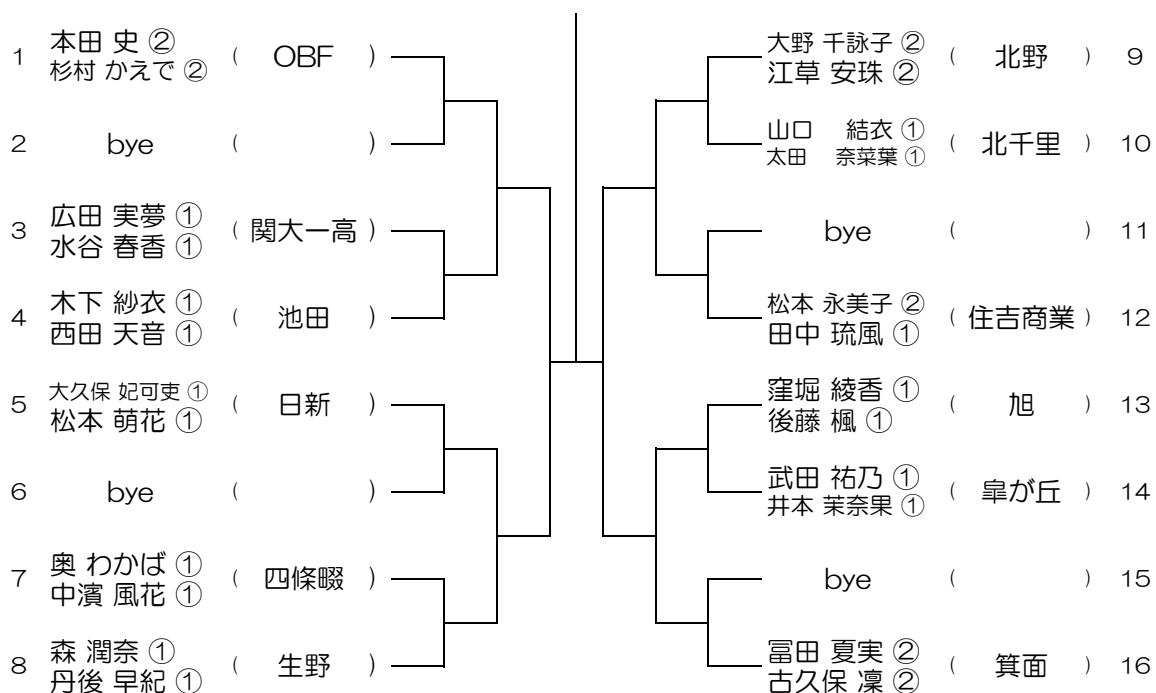 1 本田 史 ② ( OBF )
杉村 かえで ②
2 bye ( )
3 広田 実夢 ① ( 関大一高 )
水谷 春香 ①
4 木下 紗衣 ① ( 池田 )
西田 天音 ①
5 大久保 妃可吏 ① ( 日新 )
松本 萌花 ①
6 bye ( )
7 奥 わかば ① ( 四條畷 )
中濱 風花 ①
8 森 潤奈 ① ( 生野 )
丹後 早紀 ①
大野 千詠子 ② ( 北野 ) 9
江草 安珠 ②
山口 結衣 ① ( 北千里 ) 10
太田 奈菜葉 ①
bye ( ) 11
松本 永美子 ② ( 住吉商業 ) 12
田中 琉風 ①
窪堀 綾香 ① ( 旭 ) 13
後藤 楓 ①
武田 祐乃 ① ( 皐が丘 ) 14
井本 茉奈果 ①
bye ( ) 15
冨田 夏実 ② ( 箕面 ) 16
古久保 凜 ②